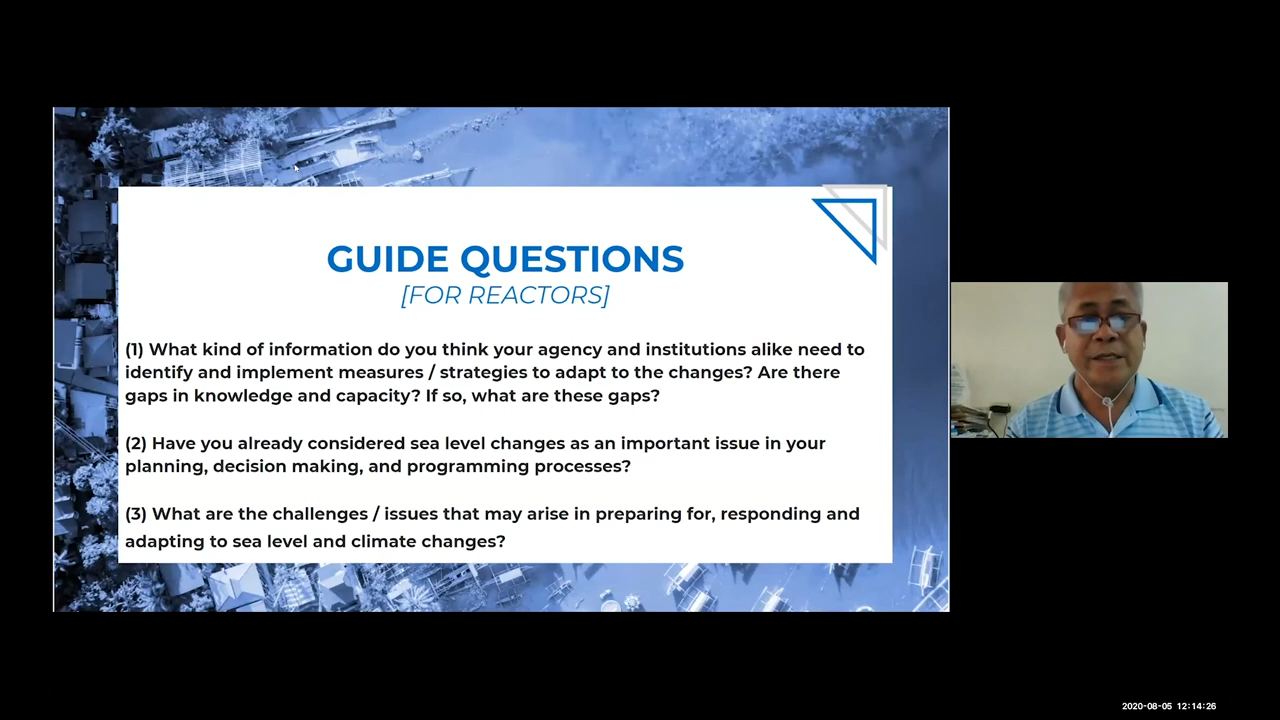 GUIDE QUESTIONS
[FOR REACTORS]
(1) What kind of information do you think your agency and institutions alike need to
identify and implement measures / strategies to adapt to the changes? Are there
gaps in knowledge and capacity? If so, what are these gaps?
(2) Have you already considered sea level changes as an important issue in your
planning, decision making, and programming processes?
(3) What are the challenges / issues that may arise in preparing for, responding and
adapting to sea level and climate changes?
2020-08-05 12:14:26